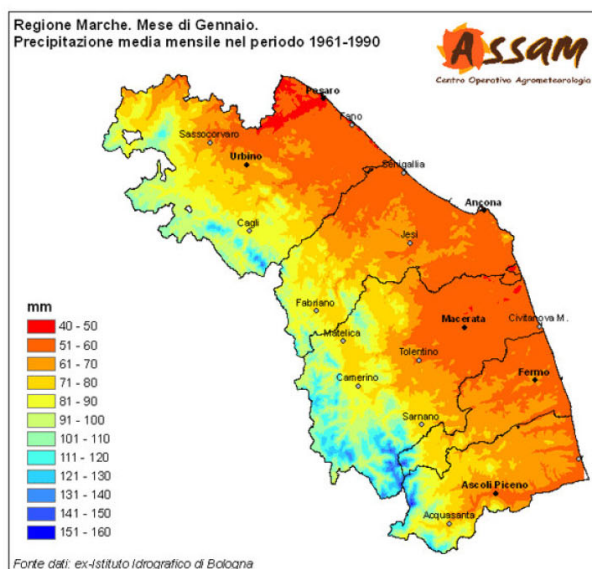 Regione Marche. Mese di Gennaio.
Precipitazione media mensile nel periodo 1961-1990
ASSAM
Centro Operativo Agrometeorologia
Pesaro
Fano
Sassocorvaro
Urbino
Senigallia
Ancona
Cagli
Jesi
Fabriano
Macerata
Civitanova M.
Matelica
Tolentino
Camerino
Fermo
Sarnano
Ascoli Piceno
Acquasanta
mm
40 - 50
51 - 60
61 - 70
71 - 80
81 - 90
91 - 100
101 - 110
111 - 120
121 - 130
131 - 140
141 - 150
151 - 160
Fonte dati: ex-Istituto Idrografico di Bologna